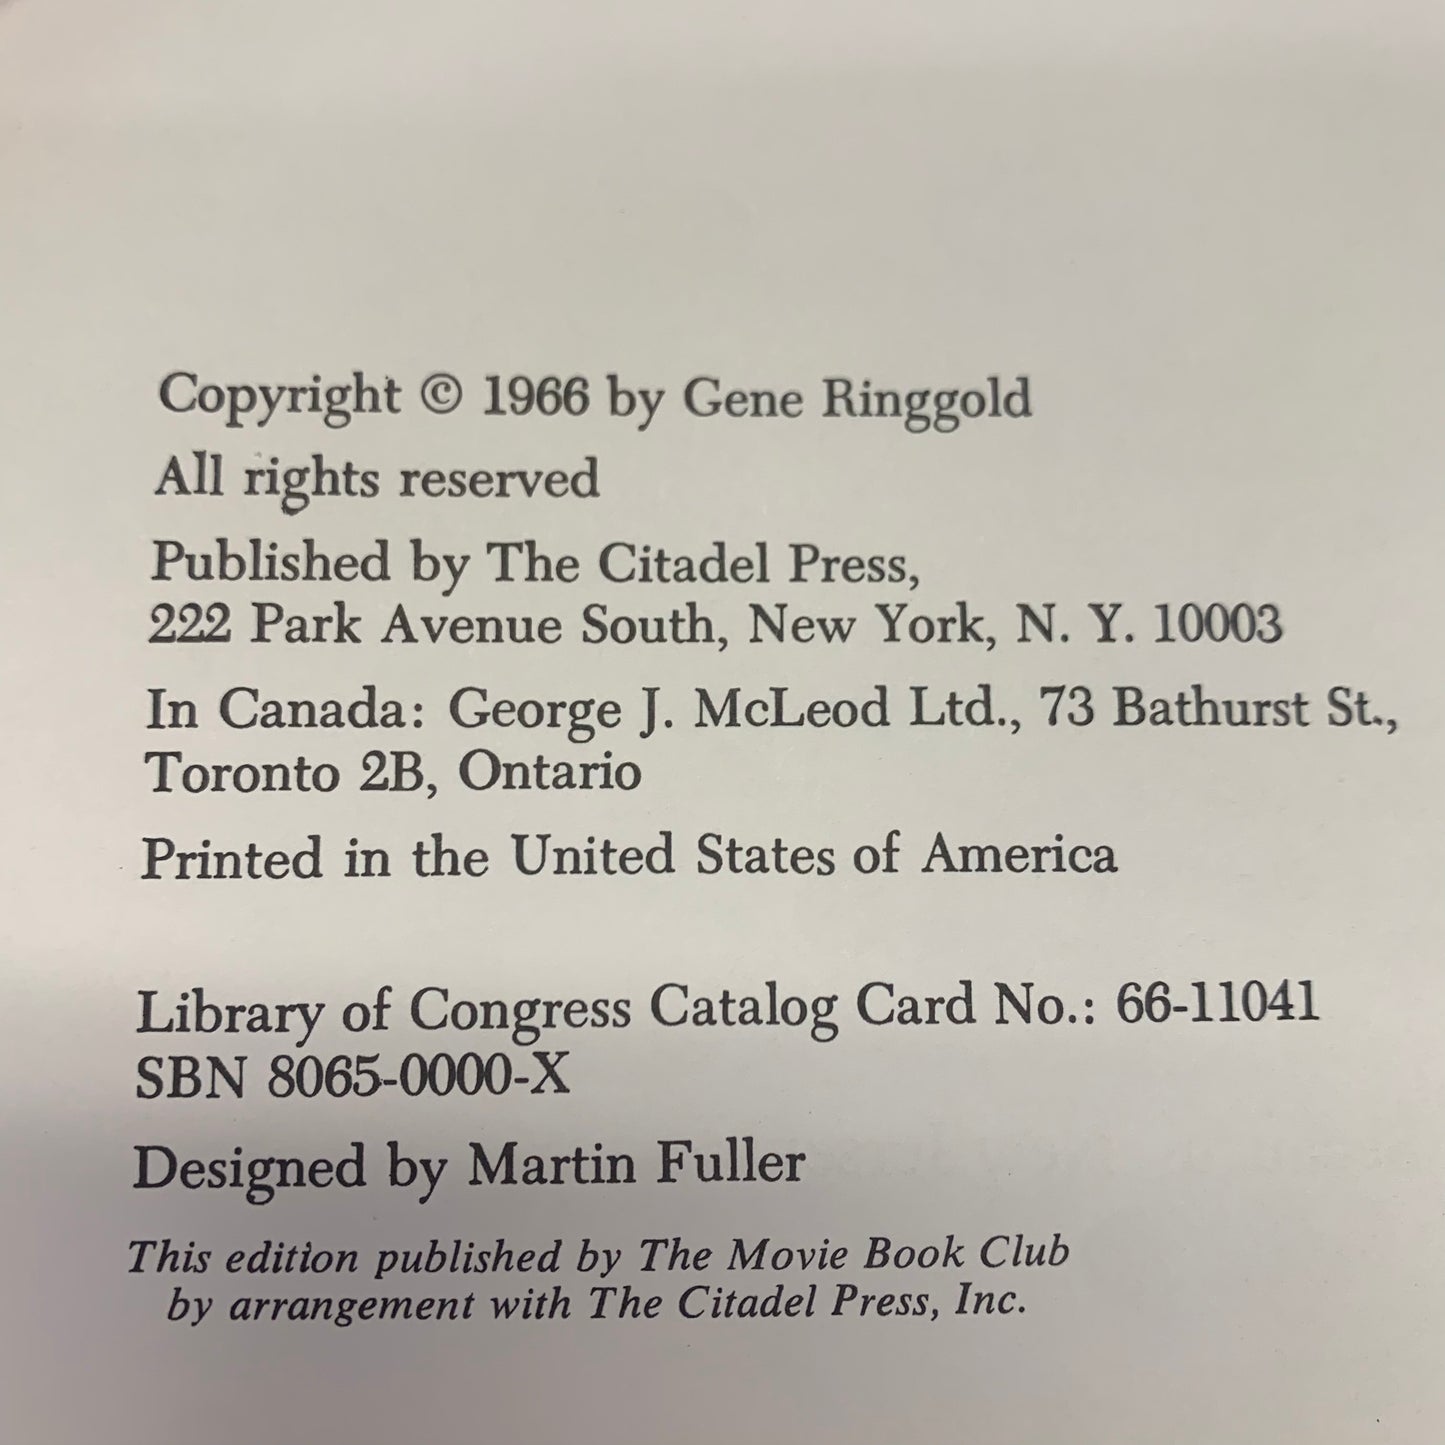 Copyright © 1966 by Gene Ringgold
All rights reserved
Published by The Citadel Press,
222 Park Avenue South, New York, N. Y. 10003
In Canada: George J. McLeod Ltd., 73 Bathurst St.,
Toronto 2B, Ontario
Printed in the United States of America
Library of Congress Catalog Card No.: 66-11041
SBN 8065-0000-X
Designed by Martin Fuller
This edition published by The Movie Book Club
by arrangement with The Citadel Press, Inc.